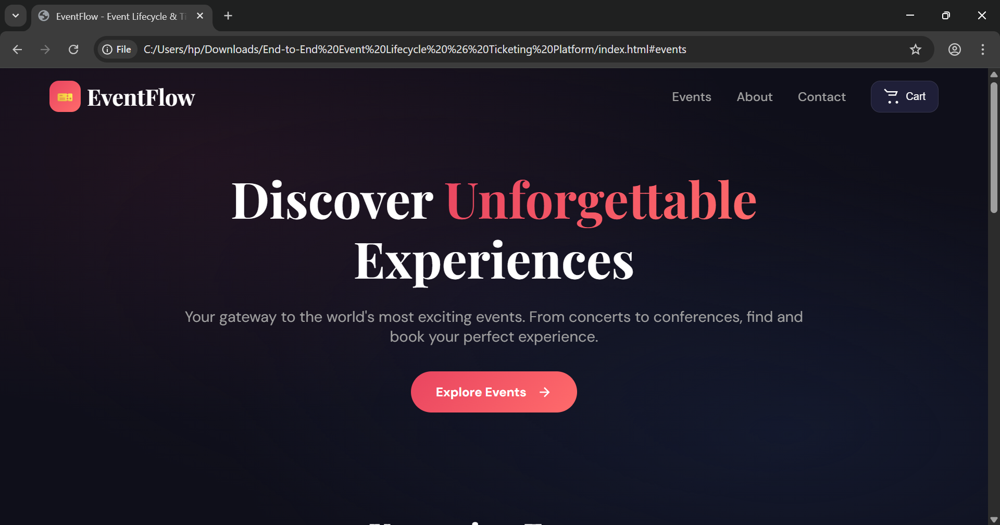 EventFlow - Event Lifecycle & Ti
File
C:/Users/hp/Downloads/End-to-End%20Event%20Lifecycle%20%26%20Ticketing%20Platform/index.html#events
EventFlow
Events
About
Contact
Cart
Discover Unforgettable
Experiences
Your gateway to the world's most exciting events. From concerts to conferences, find and
book your perfect experience.
Explore Events →